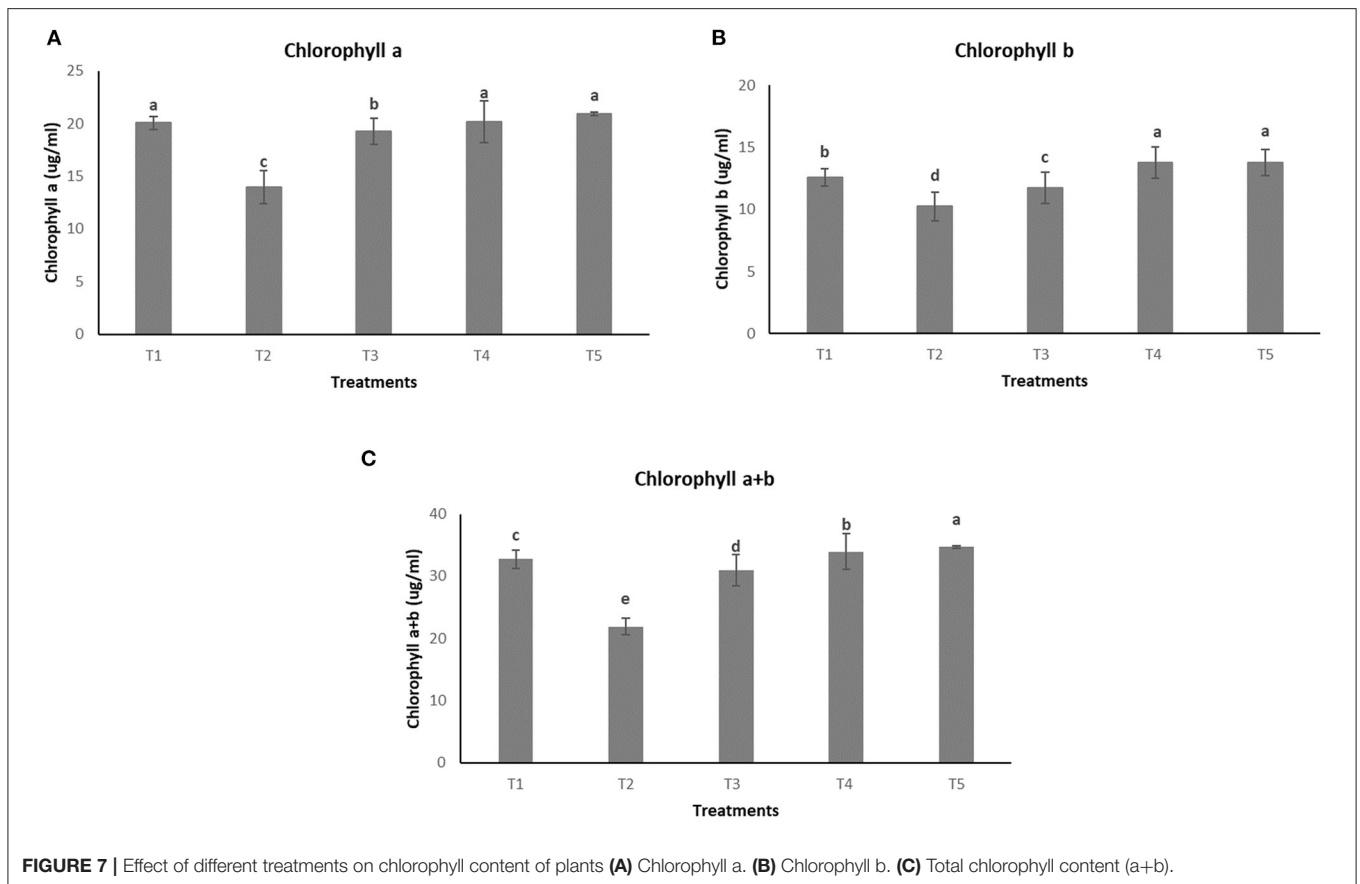 A
Chlorophyll a
Chlorophyll a (ug/ml)
25
20
15
10
5
0
a
c
b
a
a
T1 T2 T3 T4 T5
Treatments
B
Chlorophyll b
Chlorophyll b (ug/ml)
20
15
10
5
0
b
d
c
a
a
T1 T2 T3 T4 T5
Treatments
C
Chlorophyll a+b
Chlorophyll a+b (ug/ml)
40
30
20
10
0
c
e
d
b
a
T1 T2 T3 T4 T5
Treatments
FIGURE 7 | Effect of different treatments on chlorophyll content of plants (A) Chlorophyll a. (B) Chlorophyll b. (C) Total chlorophyll content (a+b).